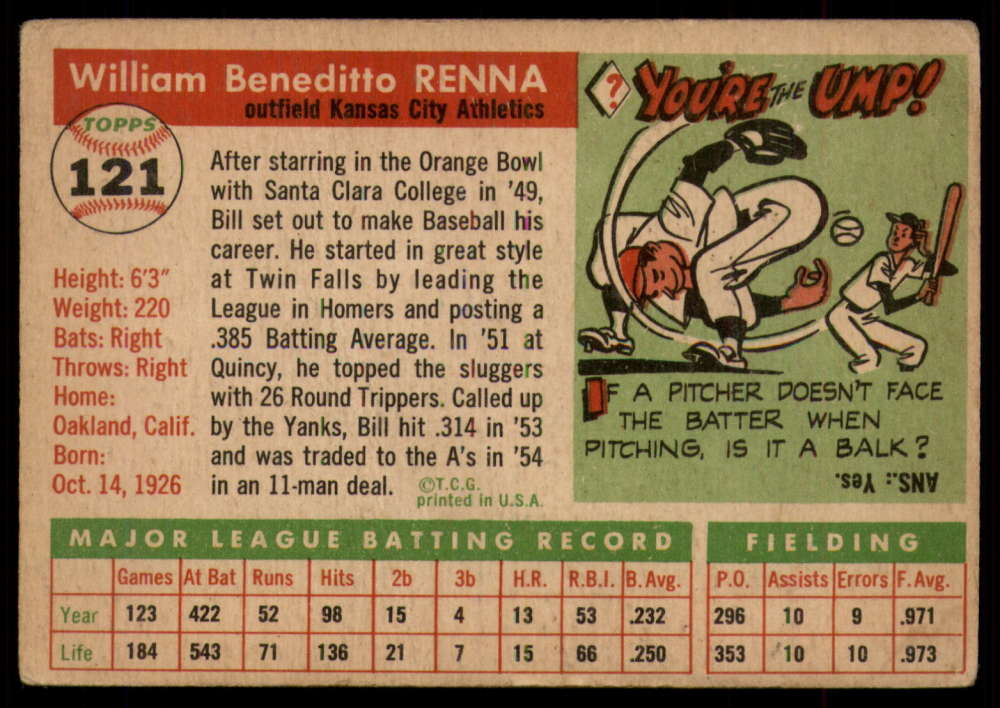 William Beneditto RENNA
outfield Kansas City Athletics
TOPPS
121
Height: 6'3"
Weight: 220
Bats: Right
Throws: Right
Home:
Oakland, Calif.
Born:
Oct. 14, 1926
After starring in the Orange Bowl
with Santa Clara College in '49,
Bill set out to make Baseball his
career. He started in great style
at Twin Falls by leading the
League in Homers and posting a
.385 Batting Average. In '51 at
Quincy, he topped the sluggers
with 26 Round Trippers. Called up
by the Yanks, Bill hit .314 in '53
and was traded to the A's in '54
in an 11-man deal.
©T.C.G.
printed in U.S.A.
? YOU'RE THE UMP!
IF A PITCHER DOESN'T FACE
THE BATTER WHEN
PITCHING, IS IT A BALK?
ANS.: Yes.
MAJOR LEAGUE BATTING RECORD
Games At Bat Runs Hits 2b 3b H.R. R.B.I. B. Avg.
Year 123 422 52 98 15 4 13 53 .232
Life 184 543 71 136 21 7 15 66 .250
FIELDING
P.O. Assists Errors F. Avg.
296 10 9 .971
353 10 10 .973